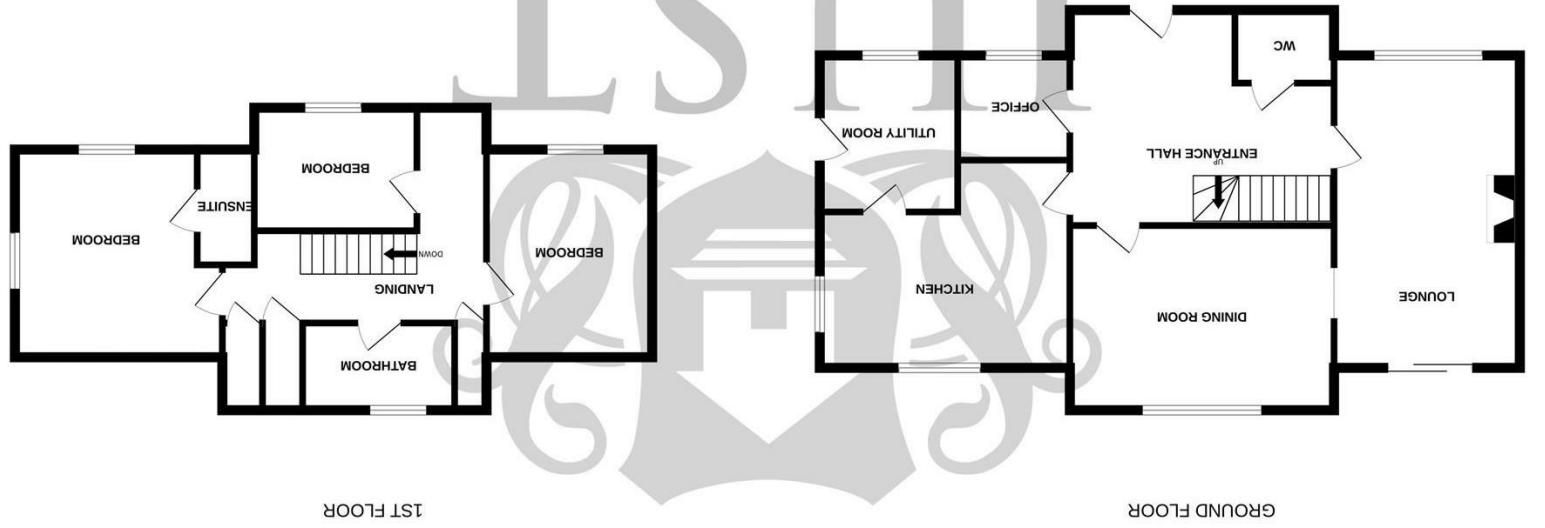 GROUND FLOOR
DINING ROOM
LOUNGE
KITCHEN
UP
ENTRANCE HALL
UTILITY ROOM
OFFICE
WC
1ST FLOOR
BATHROOM
LANDING
DOWN
BEDROOM
BEDROOM
ENSUITE
BEDROOM